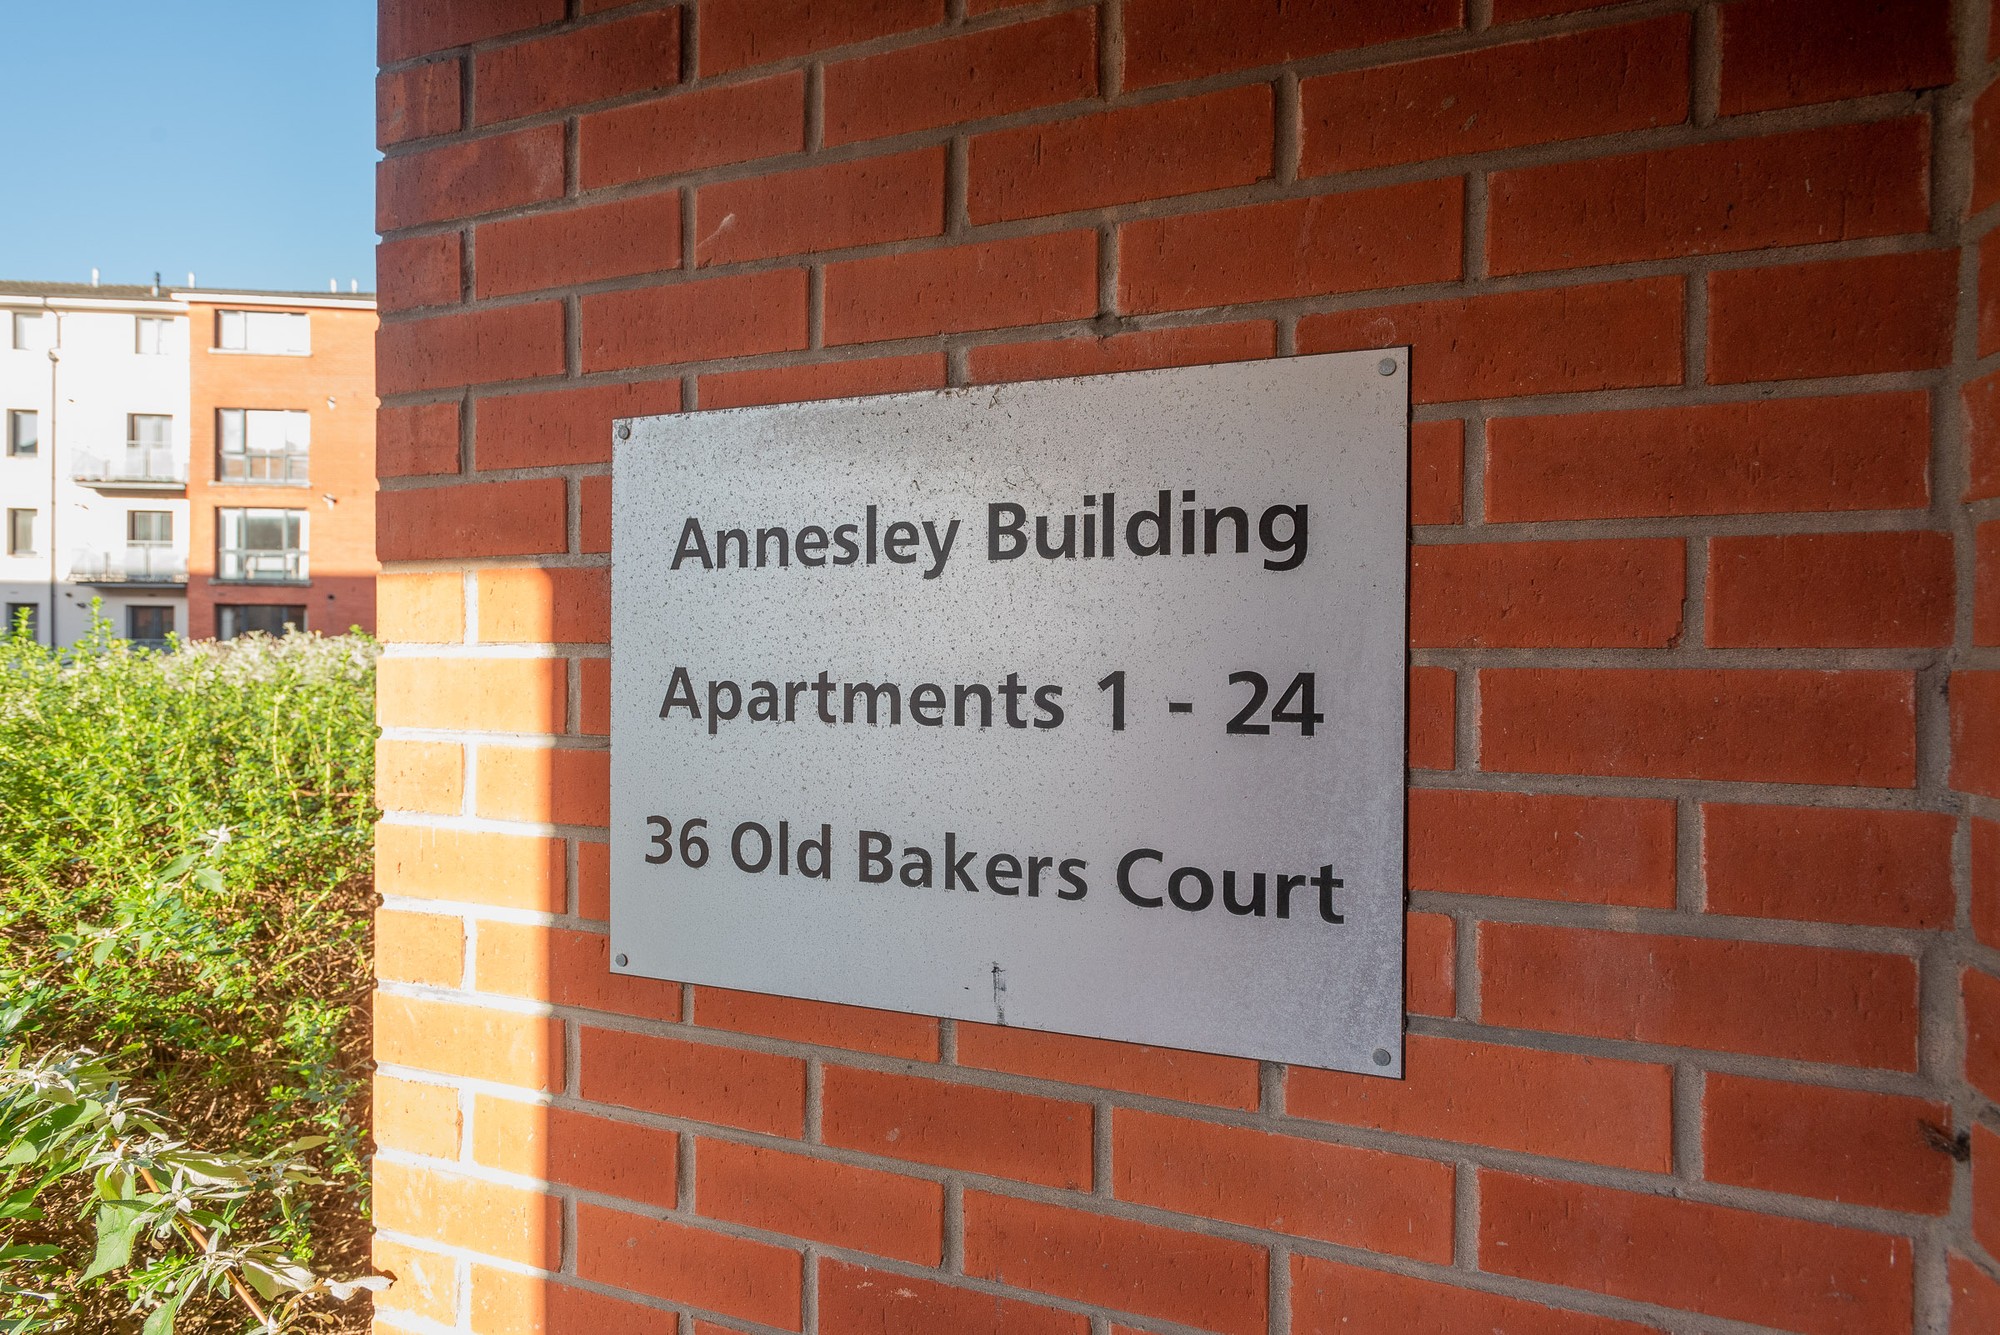 Annesley Building
Apartments 1 - 24
36 Old Bakers Court